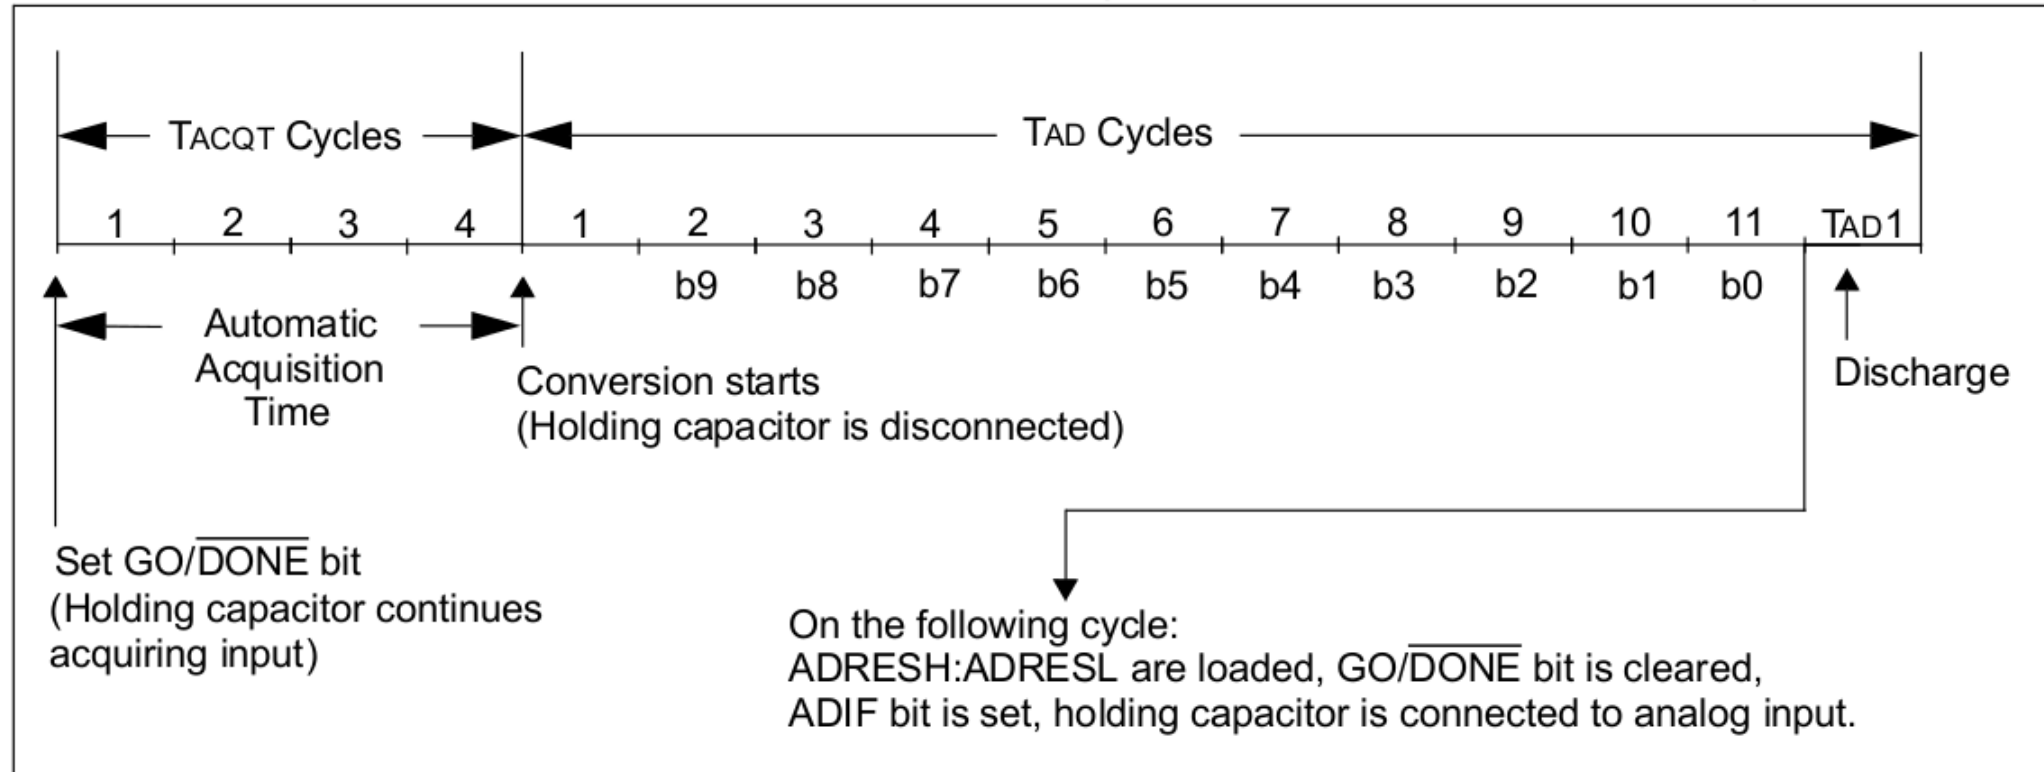 TACQT Cycles
TAD Cycles
1 2 3 4 1 2 3 4 5 6 7 8 9 10 11 TAD1
b9 b8 b7 b6 b5 b4 b3 b2 b1 b0
Automatic
Acquisition
Time
Conversion starts
(Holding capacitor is disconnected)
Discharge
Set GO/DONE bit
(Holding capacitor continues
acquiring input)
On the following cycle:
ADRESH:ADRESL are loaded, GO/DONE bit is cleared,
ADIF bit is set, holding capacitor is connected to analog input.